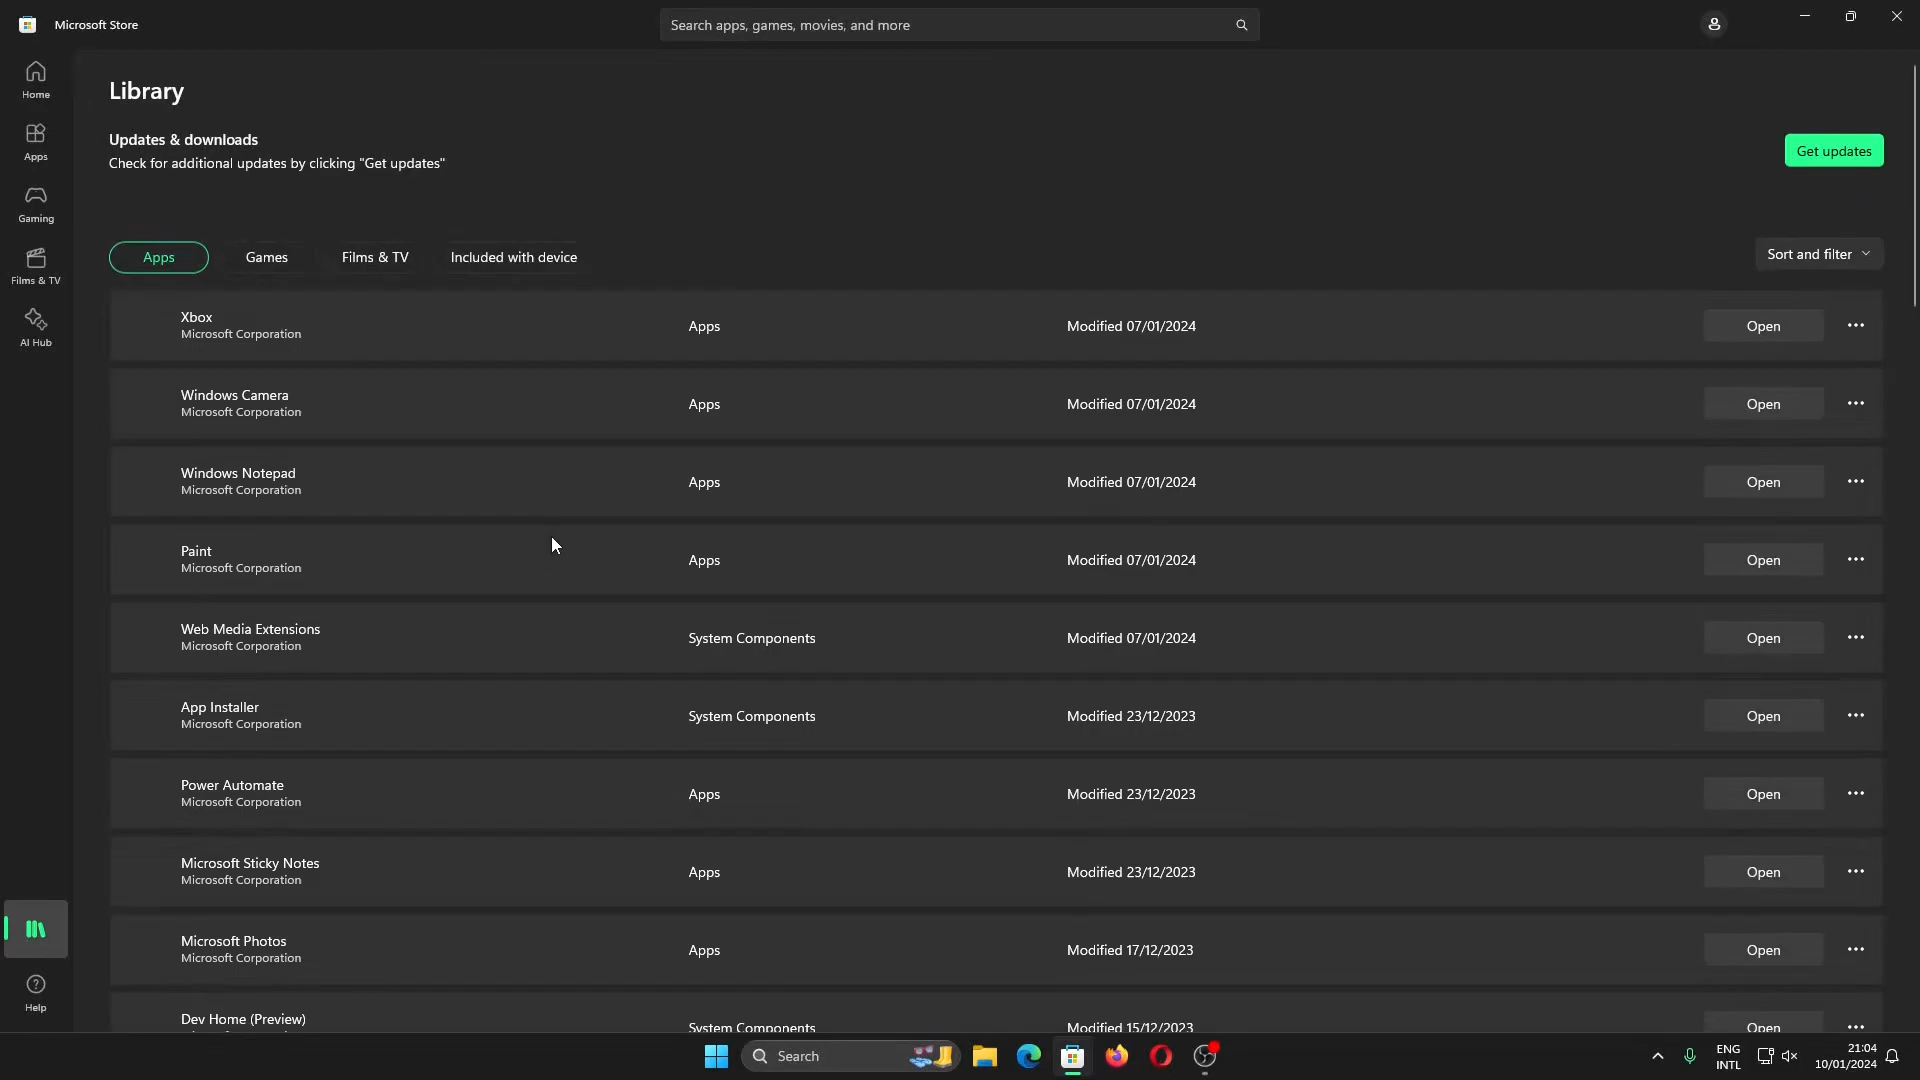 Microsoft Store
Search apps, games, movies, and more
Home
Apps
Gaming
Films & TV
AI Hub
Help
Library
Updates & downloads
Check for additional updates by clicking "Get updates"
Get updates
Apps Games Films & TV Included with device
Sort and filter
Xbox
Microsoft Corporation
Apps
Modified 07/01/2024
Open
Windows Camera
Microsoft Corporation
Apps
Modified 07/01/2024
Open
Windows Notepad
Microsoft Corporation
Apps
Modified 07/01/2024
Open
Paint
Microsoft Corporation
Apps
Modified 07/01/2024
Open
Web Media Extensions
Microsoft Corporation
System Components
Modified 07/01/2024
Open
App Installer
Microsoft Corporation
System Components
Modified 23/12/2023
Open
Power Automate
Microsoft Corporation
Apps
Modified 23/12/2023
Open
Microsoft Sticky Notes
Microsoft Corporation
Apps
Modified 23/12/2023
Open
Microsoft Photos
Microsoft Corporation
Apps
Modified 17/12/2023
Open
Dev Home (Preview)
System Components
Modified 15/12/2023
Open
Search
ENG
INTL
21:04
10/01/2024